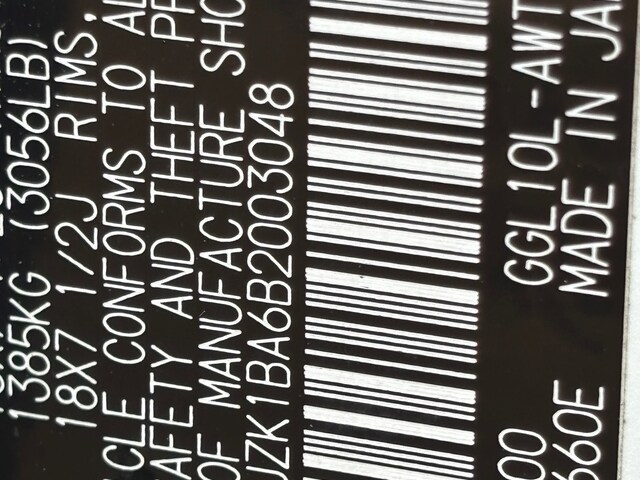 1385KG (3056LB)
18X7 1/2J RIMS,
CLE CONFORMS TO AL
AFETY AND THEFT PR
OF MANUFACTURE SHO
JZK1BA6B2003048
GGL10L-AWT
MADE IN JA
00
660E